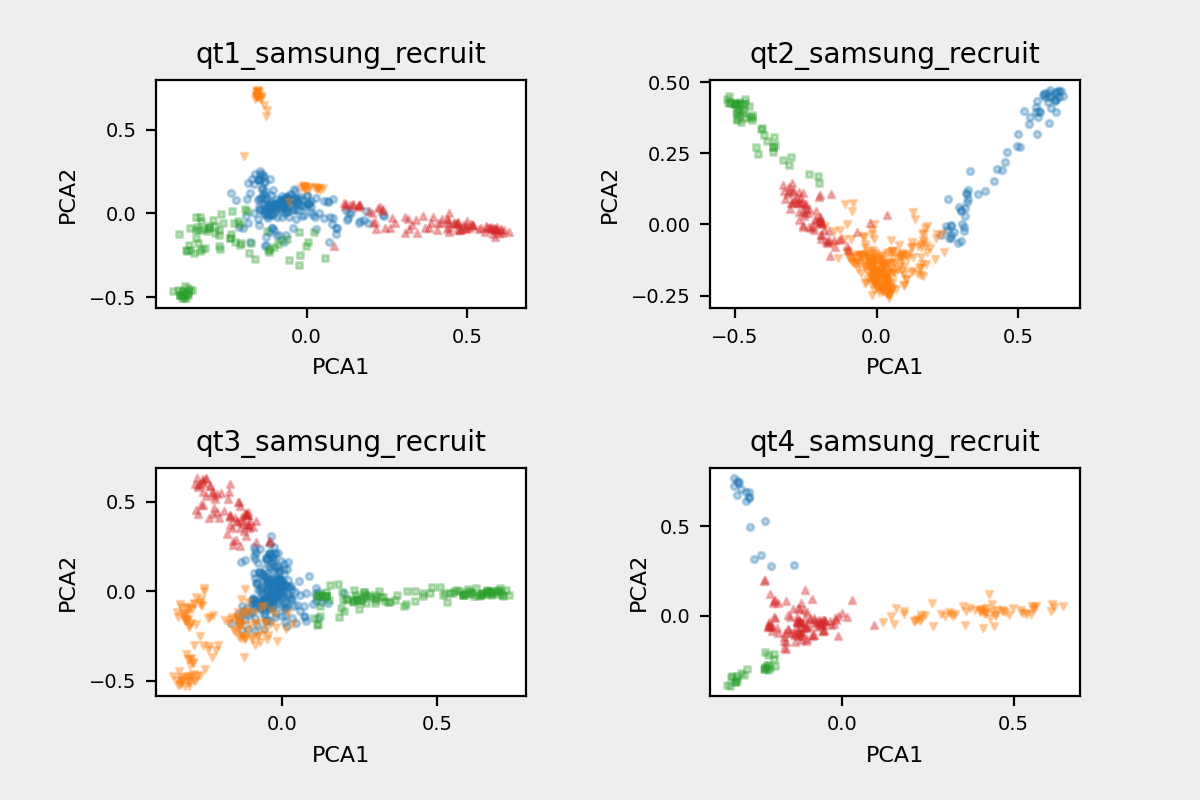 qt1_samsung_recruit
PCA2
0.5
0.0
−0.5
0.0 0.5
PCA1
qt2_samsung_recruit
PCA2
0.50
0.25
0.00
−0.25
−0.5 0.0 0.5
PCA1
qt3_samsung_recruit
PCA2
0.5
0.0
−0.5
0.0 0.5
PCA1
qt4_samsung_recruit
PCA2
0.5
0.0
0.0 0.5
PCA1